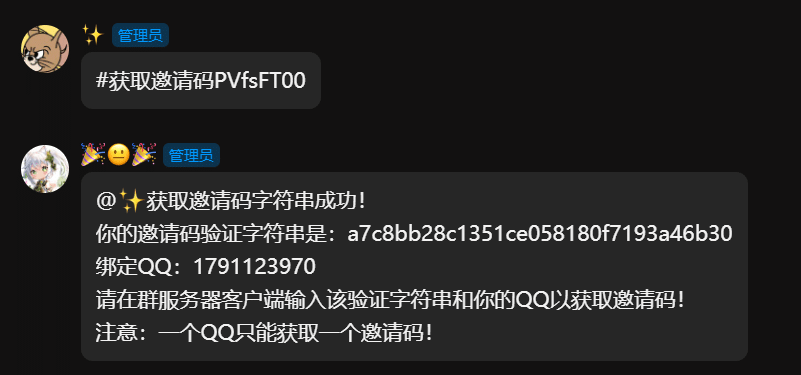 ✨ 管理员
#获取邀请码PVfsFT00
🎉😐🎉 管理员
@✨获取邀请码字符串成功！
你的邀请码验证字符串是：a7c8bb28c1351ce058180f7193a46b30
绑定QQ：1791123970
请在群服务器客户端输入该验证字符串和你的QQ以获取邀请码！
注意：一个QQ只能获取一个邀请码！